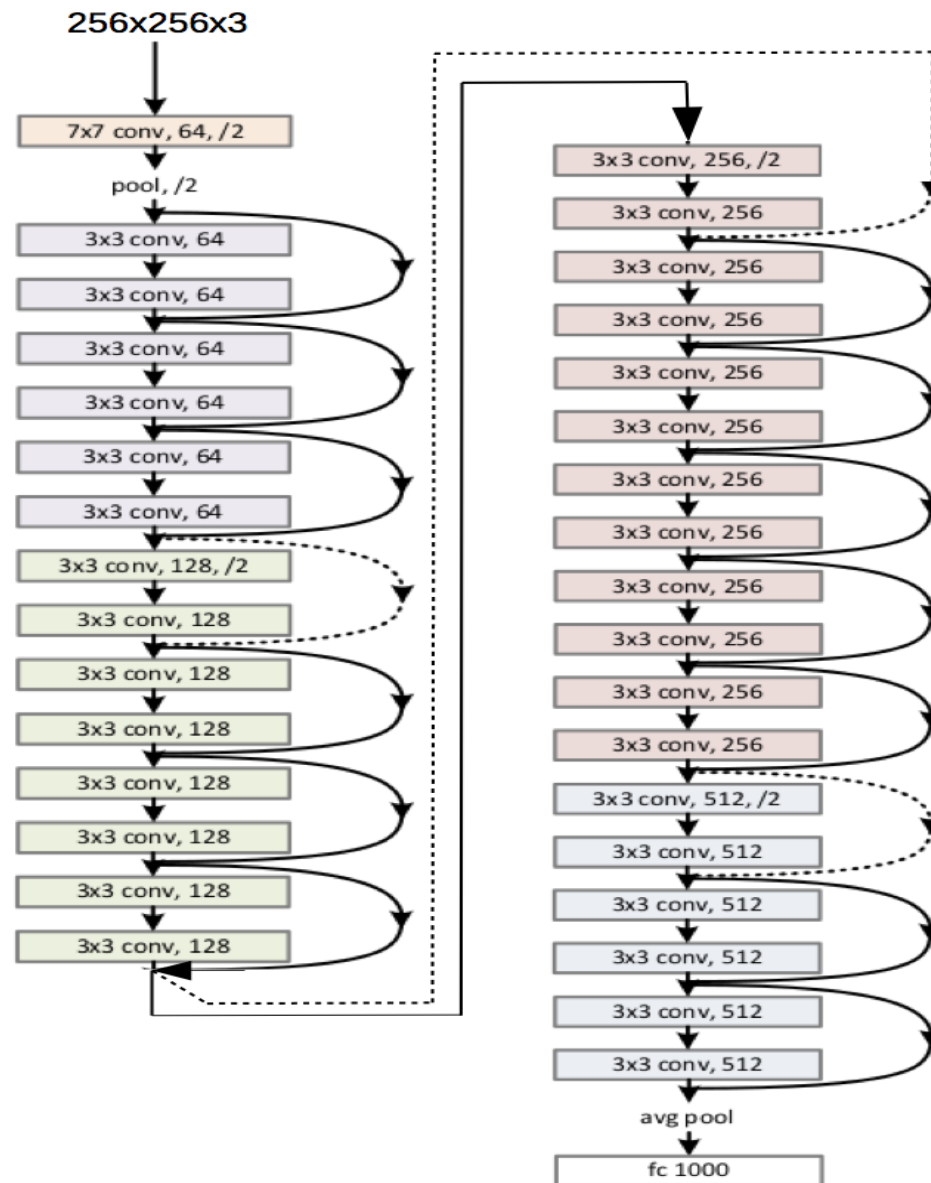 256x256x3
7x7 conv, 64, /2
pool, /2
3x3 conv, 64
3x3 conv, 64
3x3 conv, 64
3x3 conv, 64
3x3 conv, 64
3x3 conv, 64
3x3 conv, 128, /2
3x3 conv, 128
3x3 conv, 128
3x3 conv, 128
3x3 conv, 128
3x3 conv, 128
3x3 conv, 128
3x3 conv, 128
3x3 conv, 256, /2
3x3 conv, 256
3x3 conv, 256
3x3 conv, 256
3x3 conv, 256
3x3 conv, 256
3x3 conv, 256
3x3 conv, 256
3x3 conv, 256
3x3 conv, 256
3x3 conv, 256
3x3 conv, 256
3x3 conv, 512, /2
3x3 conv, 512
3x3 conv, 512
3x3 conv, 512
3x3 conv, 512
3x3 conv, 512
avg pool
fc 1000